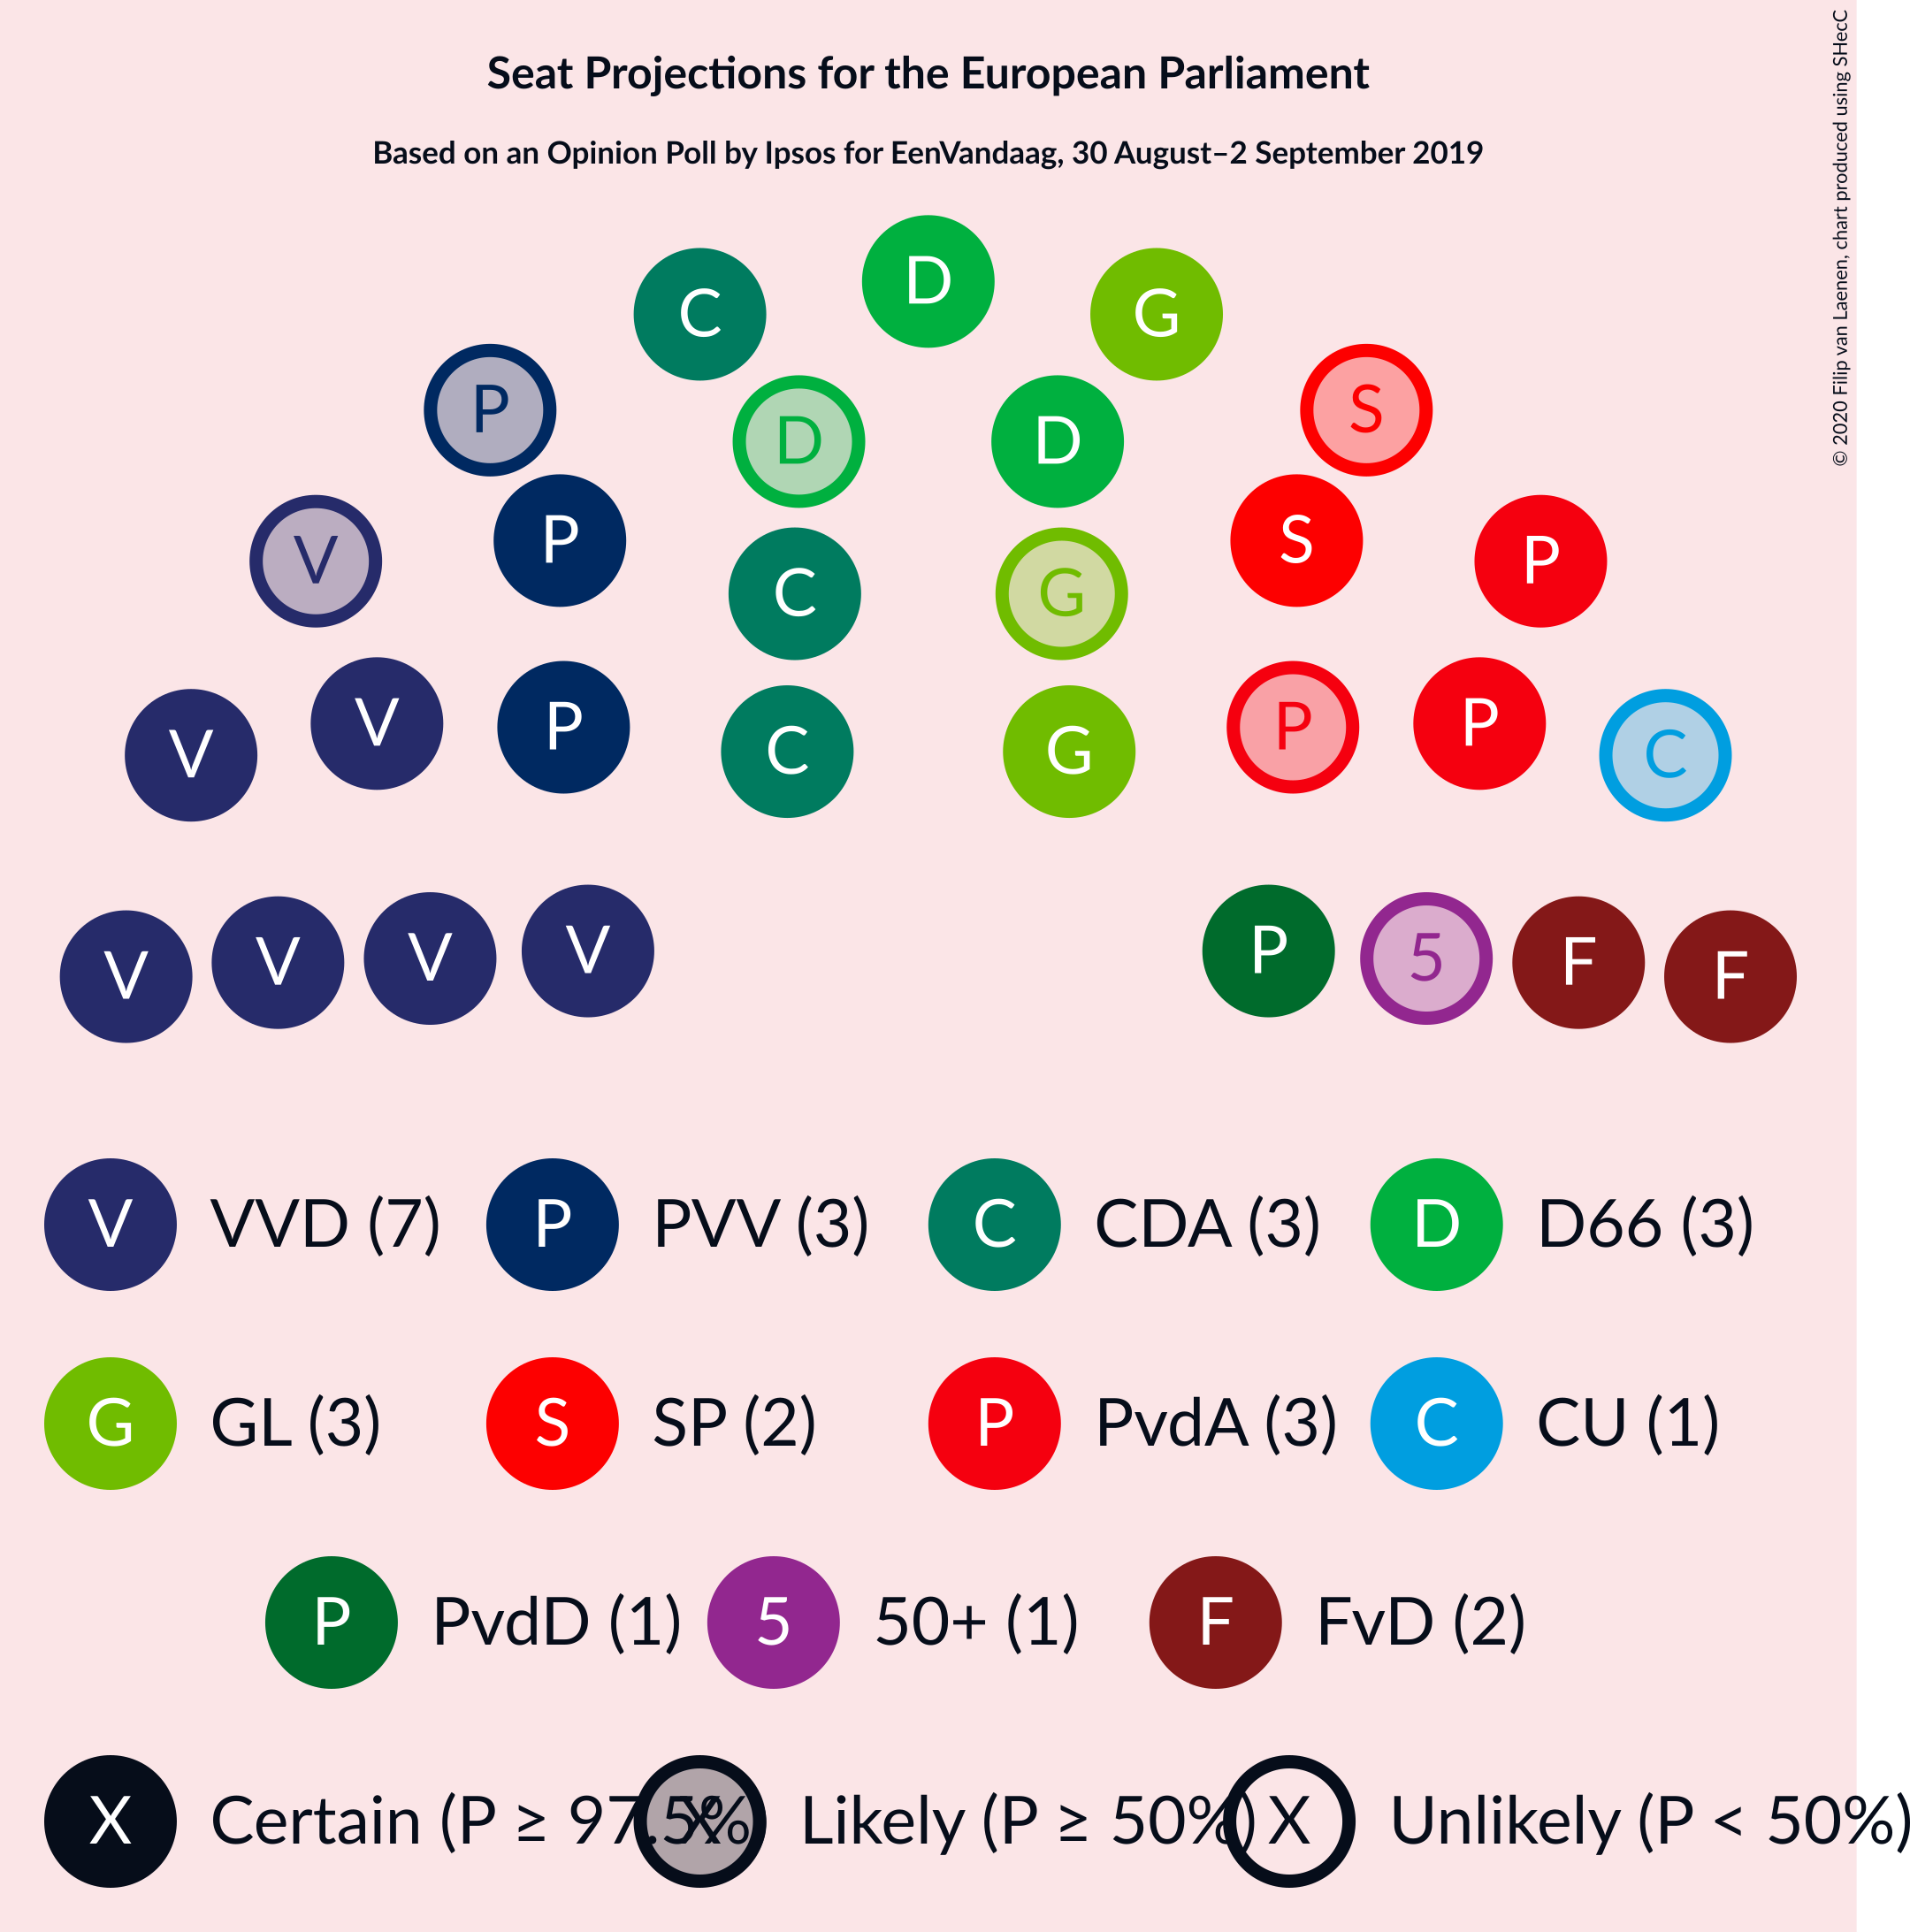 Seat Projections for the European Parliament
Based on an Opinion Poll by Ipsos for EenVandaag, 30 August–2 September 2019
© 2020 Filip van Laenen, chart produced using SHecC
D
C G
P S
D D
P S
V P
C G
V P P P
V C G C
V V V V P 5 F F
V VVD (7) P PVV (3) C CDA (3) D D66 (3)
G GL (3) S SP (2) P PvdA (3) C CU (1)
P PvdD (1) 5 50+ (1) F FvD (2)
X Certain (P ≥ 97.5% X Likely (P ≥ 50%) X Unlikely (P < 50%)